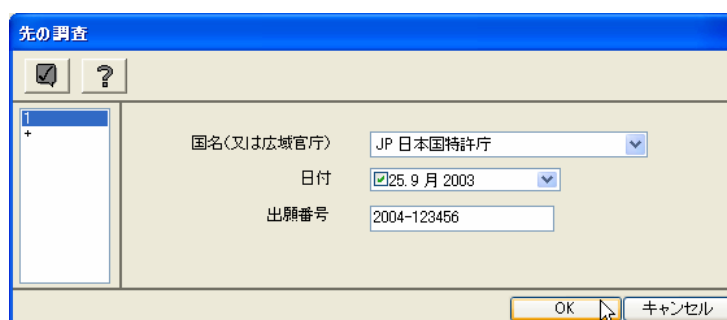 先の調査
?
1
+
国名(又は広域官庁) JP 日本国特許庁
日付 25. 9 月 2003
出願番号 2004-123456
OK キャンセル